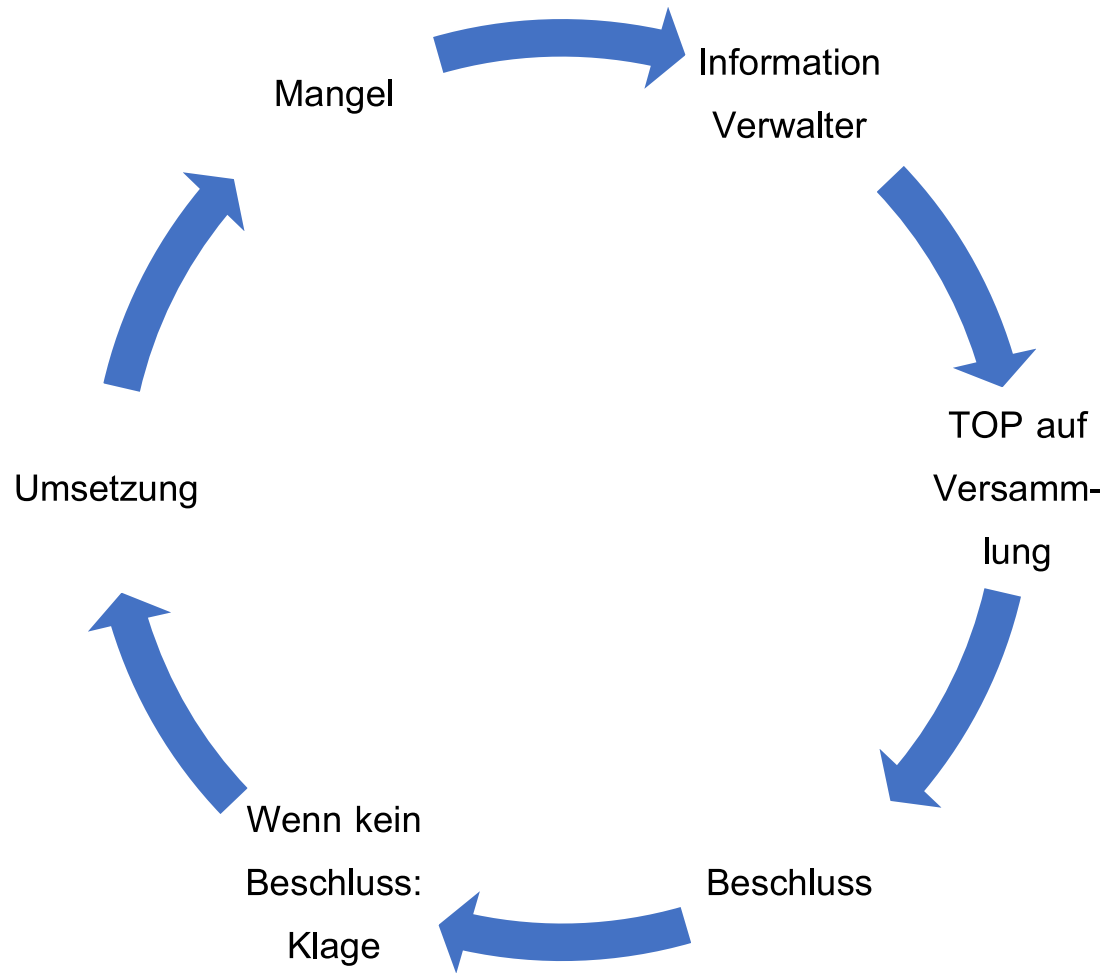 Mangel
Information
Verwalter
TOP auf
Versamm-
lung
Beschluss
Wenn kein
Beschluss:
Klage
Umsetzung